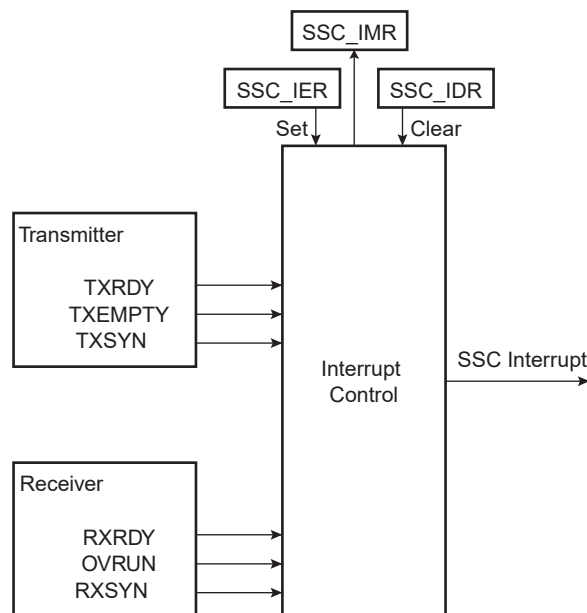 SSC_IMR
SSC_IER
SSC_IDR
Set
Clear
Transmitter
TXRDY
TXEMPTY
TXSYN
Interrupt
Control
SSC Interrupt
Receiver
RXRDY
OVRUN
RXSYN